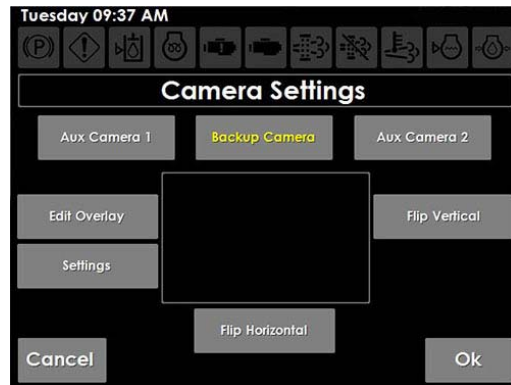 Tuesday 09:37 AM
(P)
Camera Settings
Aux Camera 1
Backup Camera
Aux Camera 2
Edit Overlay
Flip Vertical
Settings
Flip Horizontal
Cancel
Ok